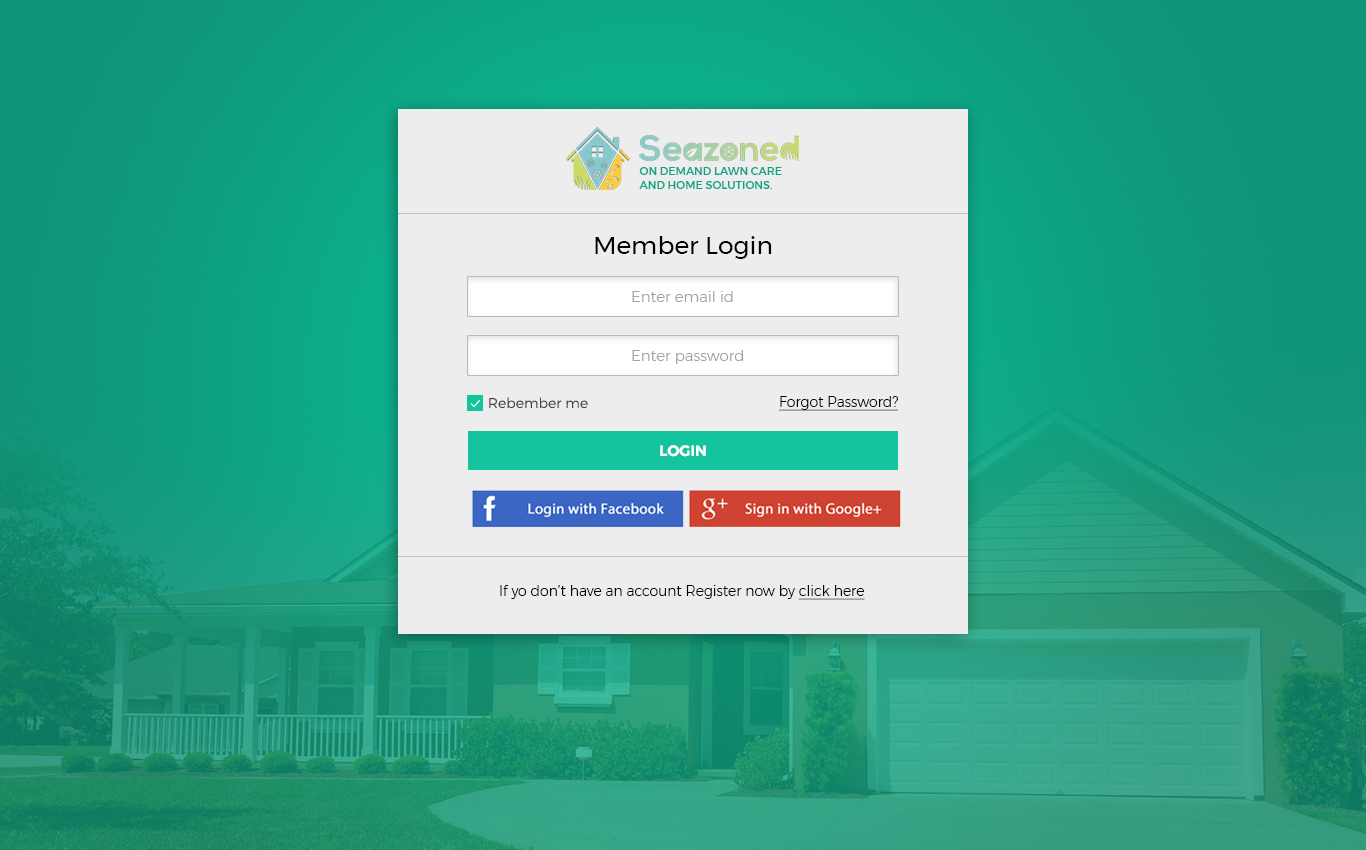 Seazoned
ON DEMAND LAWN CARE
AND HOME SOLUTIONS.
Member Login
Enter email id
Enter password
Rebember me
Forgot Password?
LOGIN
f Login with Facebook
g+ Sign in with Google+
If yo don't have an account Register now by click here